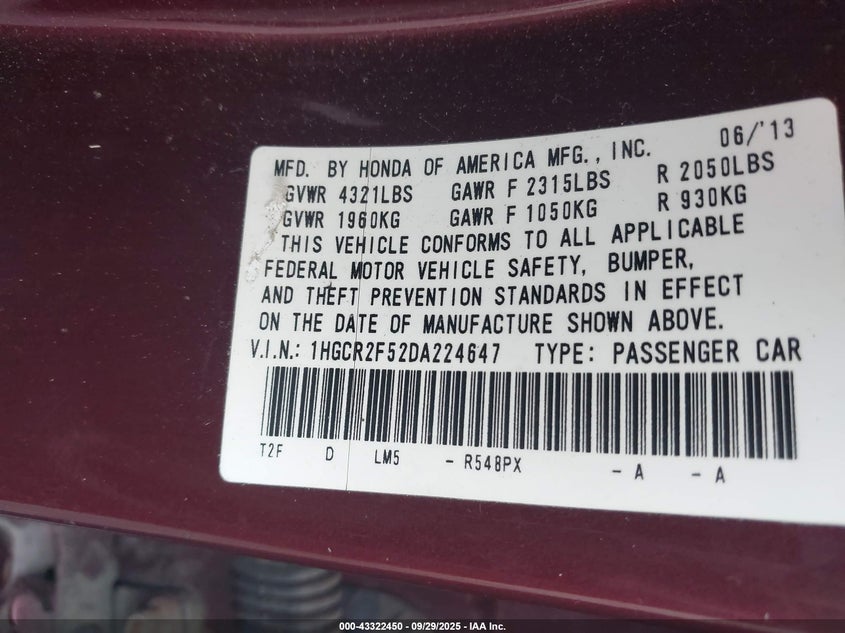 MFD. BY HONDA OF AMERICA MFG., INC. 06/'13
GVWR 4321LBS GAWR F 2315LBS R 2050LBS
GVWR 1960KG GAWR F 1050KG R 930KG
THIS VEHICLE CONFORMS TO ALL APPLICABLE
FEDERAL MOTOR VEHICLE SAFETY, BUMPER,
AND THEFT PREVENTION STANDARDS IN EFFECT
ON THE DATE OF MANUFACTURE SHOWN ABOVE.
V.I.N.: 1HGCR2F52DA224647 TYPE: PASSENGER CAR
T2F D LM5 - R548PX - A - A
000-43322450 - 09/29/2025 - IAA Inc.